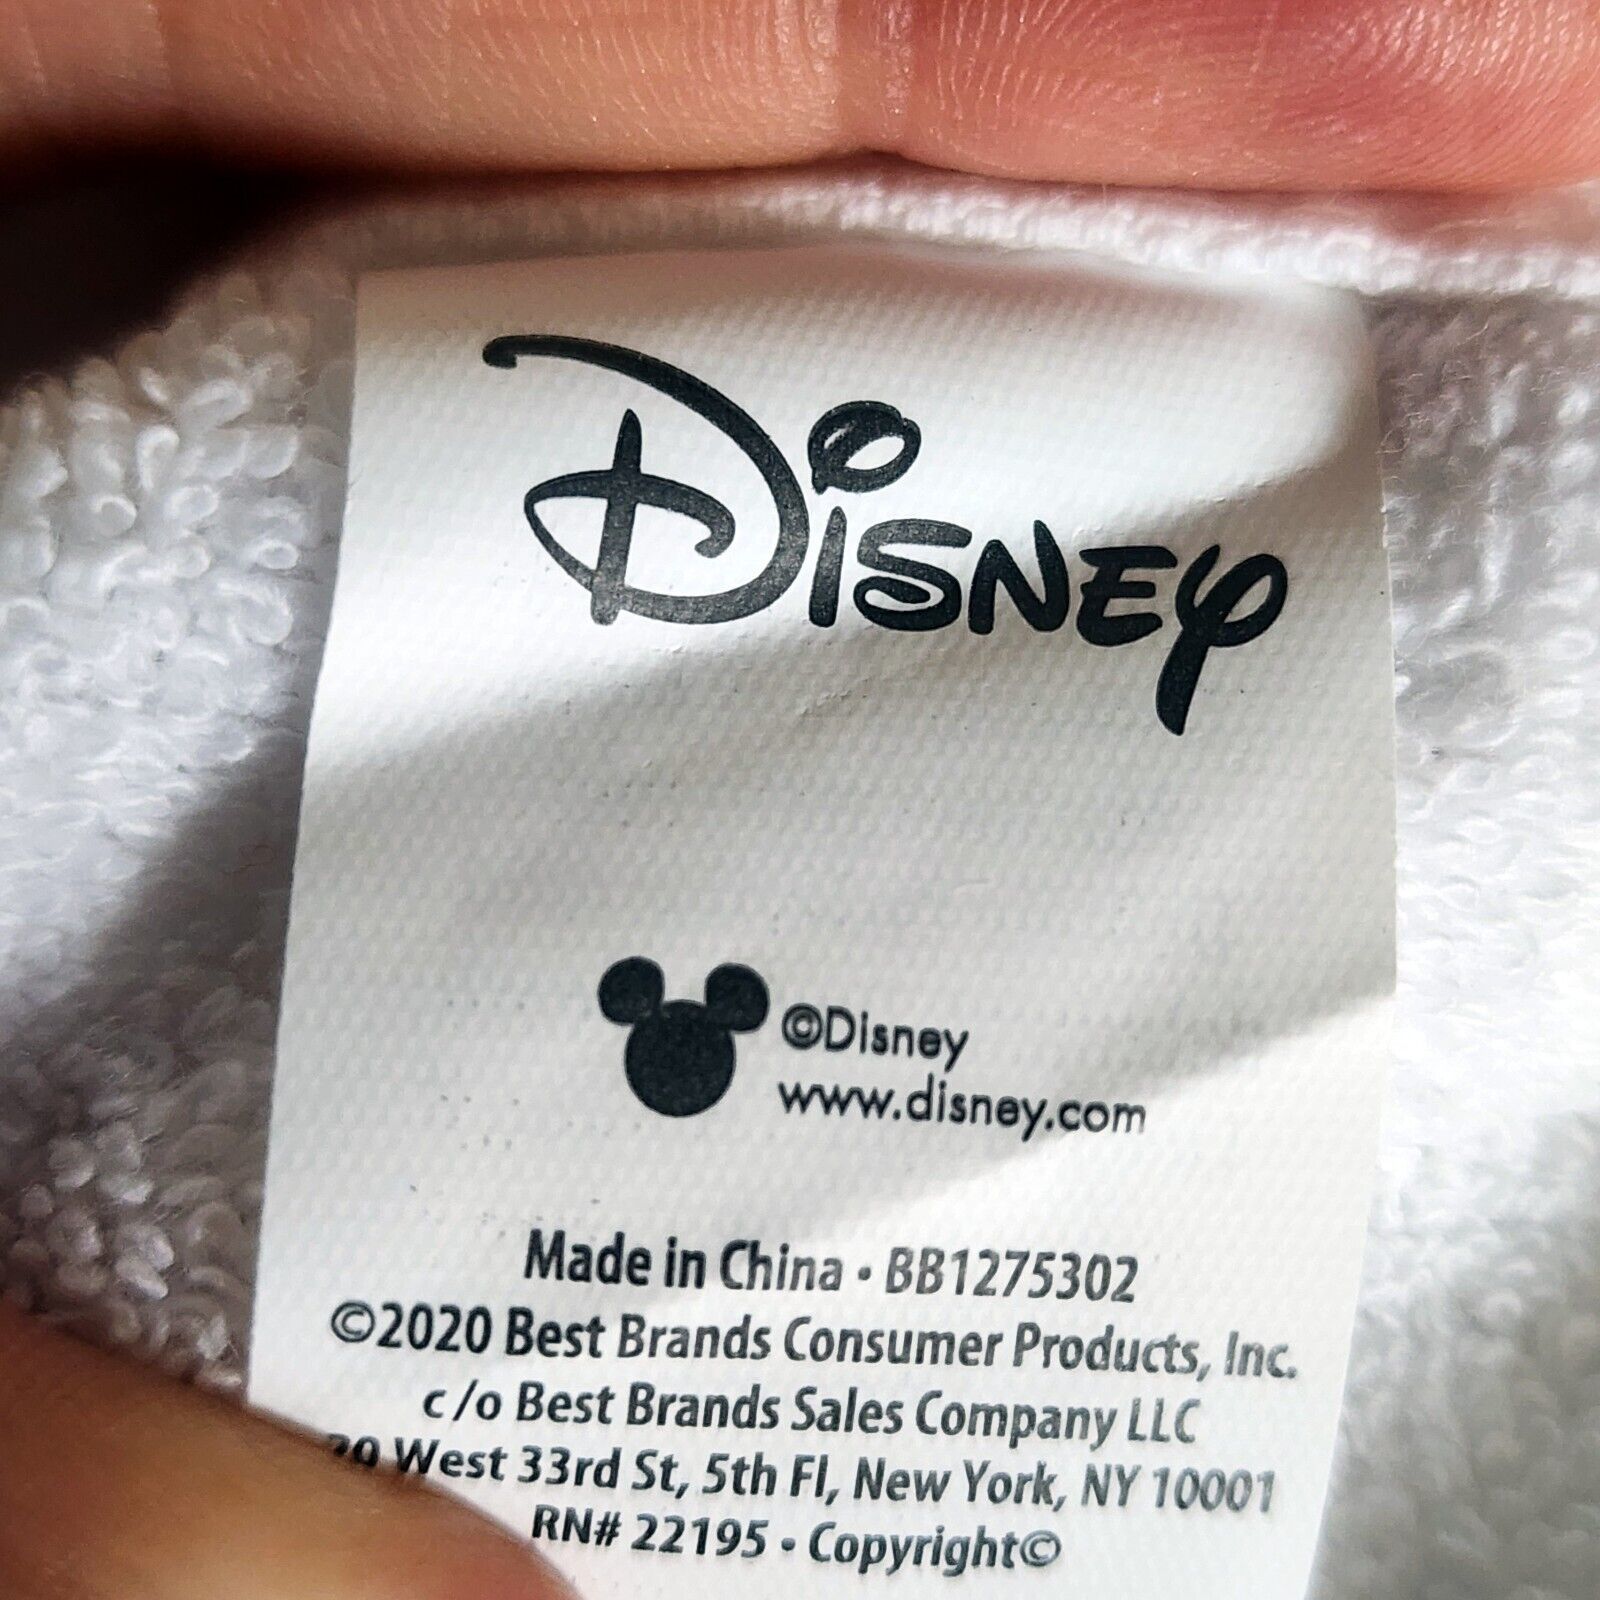 Disney
©Disney
www.disney.com
Made in China • BB1275302
©2020 Best Brands Consumer Products, Inc.
c/o Best Brands Sales Company LLC
West 33rd St, 5th Fl, New York, NY 10001
RN# 22195 • Copyright©